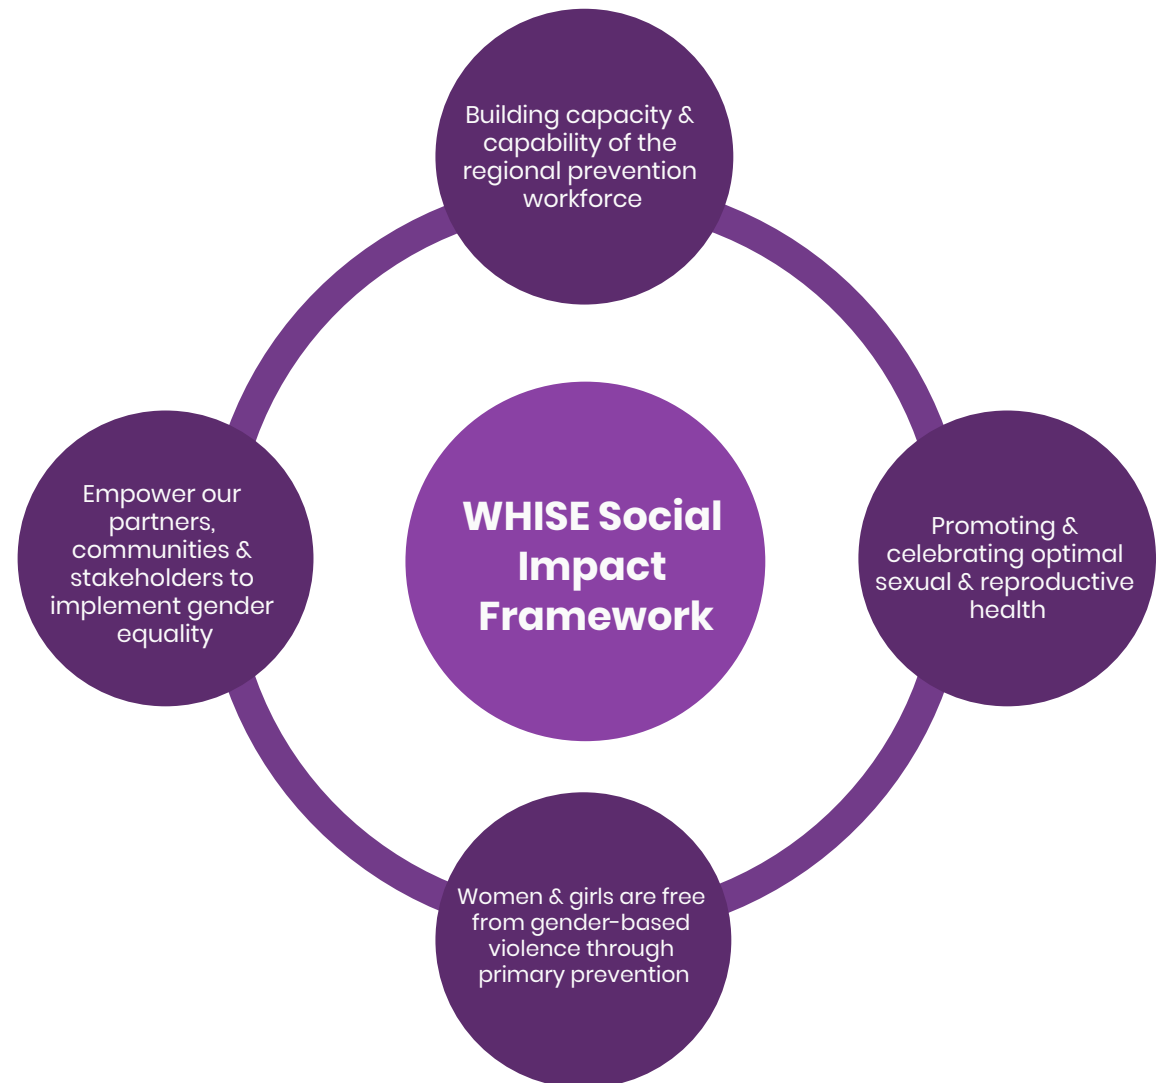 Building capacity &
capability of the
regional prevention
workforce
Empower our
partners,
communities &
stakeholders to
implement gender
equality
WHISE Social
Impact
Framework
Promoting &
celebrating optimal
sexual & reproductive
health
Women & girls are free
from gender-based
violence through
primary prevention